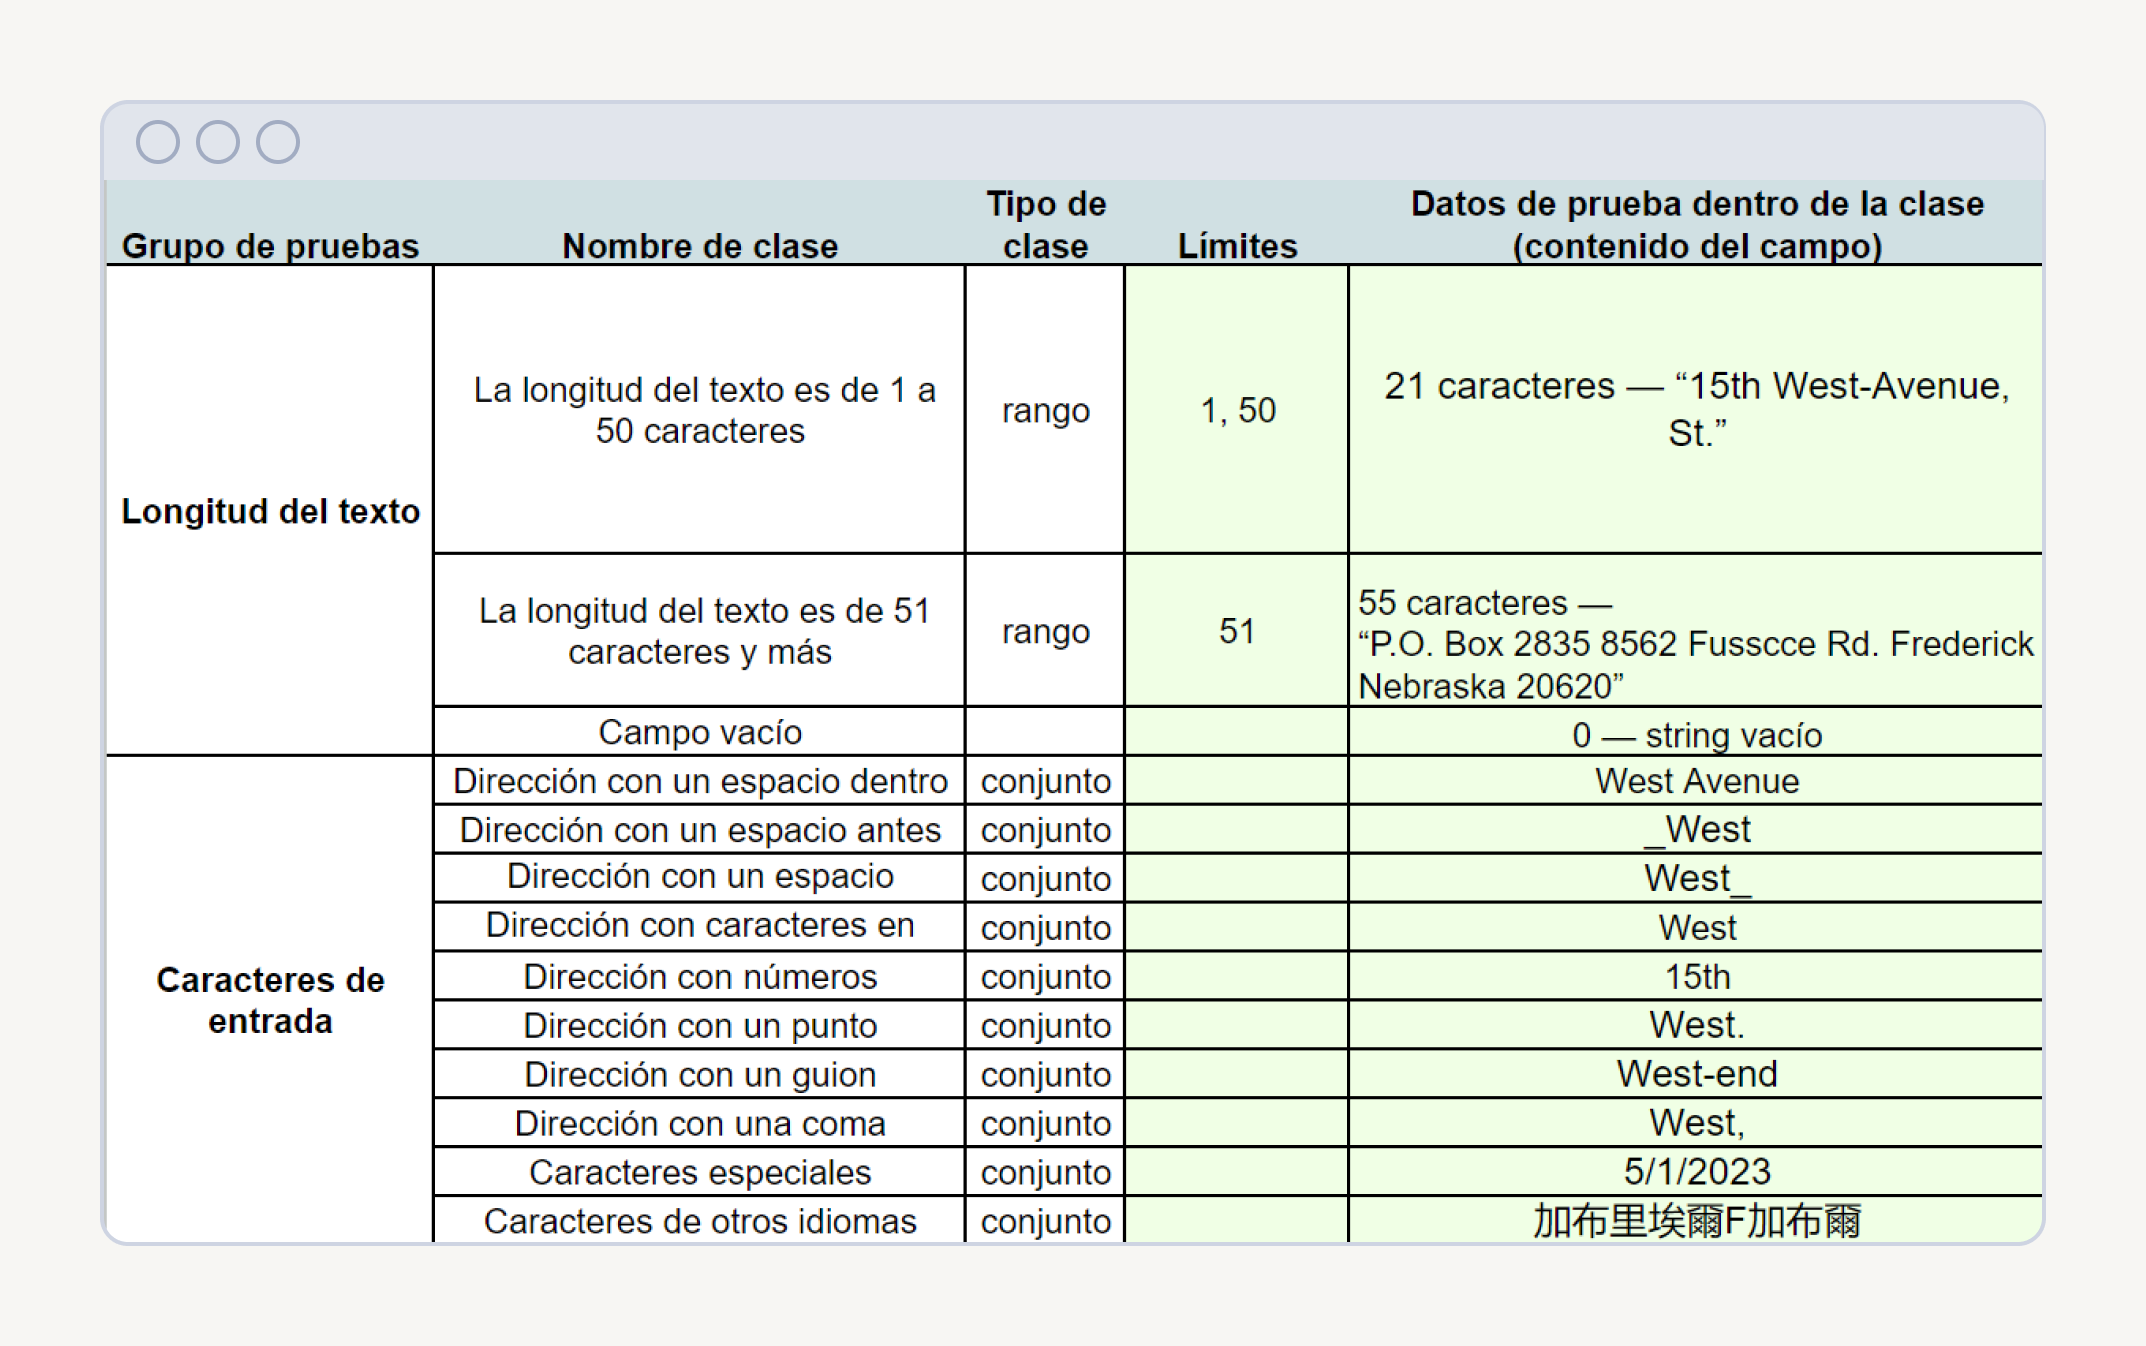 Grupo de pruebas
Nombre de clase
Tipo de
clase
Límites
Datos de prueba dentro de la clase
(contenido del campo)
Longitud del texto
La longitud del texto es de 1 a
50 caracteres
rango
1, 50
21 caracteres — “15th West-Avenue,
St.”
La longitud del texto es de 51
caracteres y más
rango
51
55 caracteres —
“P.O. Box 2835 8562 Fusscce Rd. Frederick
Nebraska 20620”
Campo vacío
0 — string vacío
Caracteres de
entrada
Dirección con un espacio dentro
conjunto
West Avenue
Dirección con un espacio antes
conjunto
_West
Dirección con un espacio
conjunto
West_
Dirección con caracteres en
conjunto
West
Dirección con números
conjunto
15th
Dirección con un punto
conjunto
West.
Dirección con un guion
conjunto
West-end
Dirección con una coma
conjunto
West,
Caracteres especiales
conjunto
5/1/2023
Caracteres de otros idiomas
conjunto
加布里埃爾F加布爾